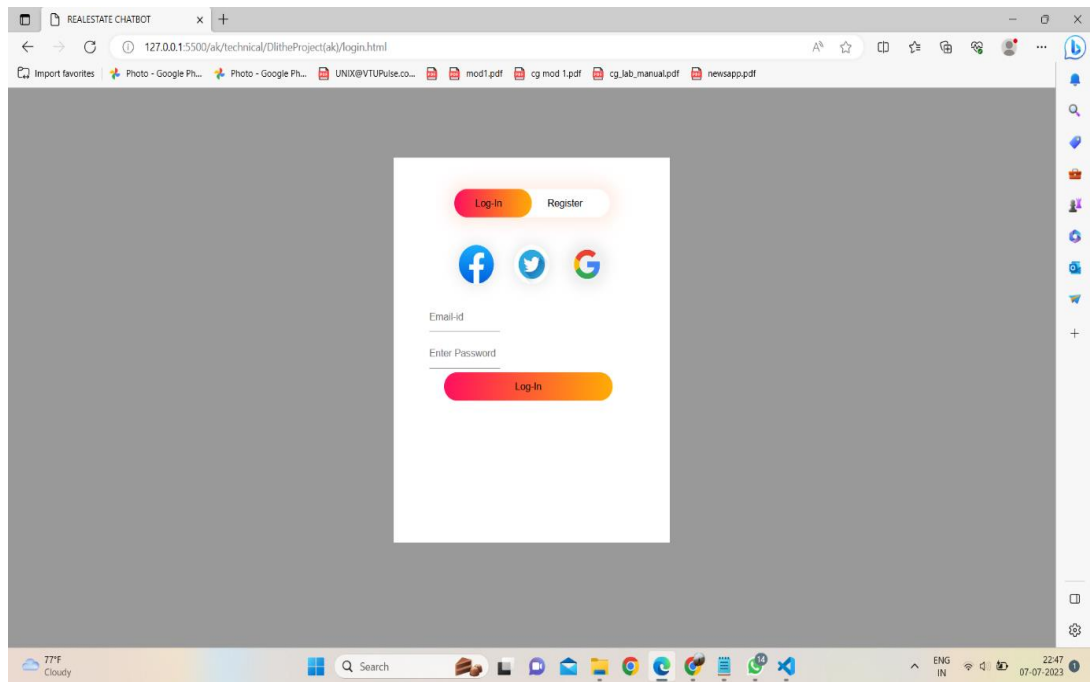 REALESTATE CHATBOT
127.0.0.1:5500/ak/technical/DlitheProject(ak)/login.html
Import favorites Photo - Google Ph... Photo - Google Ph... UNIX@VTUPulse.co... mod1.pdf cg mod 1.pdf cg_lab_manual.pdf newsapp.pdf
Log-In Register
Email-id
Enter Password
Log-In
77°F
Cloudy
Search
14
ENG
IN
22:47
07-07-2023
1